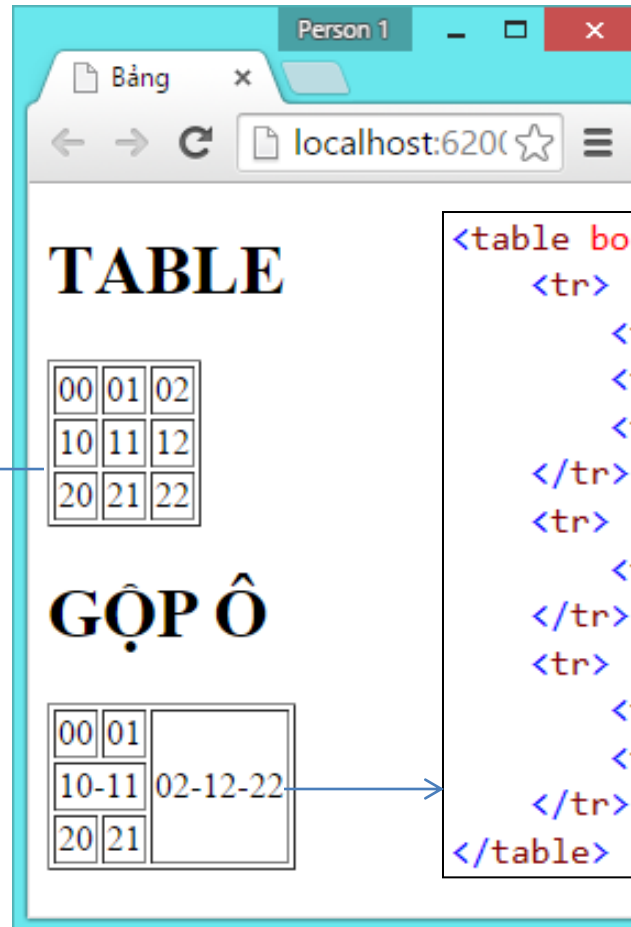 Person 1
Bảng
localhost:620
TABLE
00 01 02
10 11 12
20 21 22
GỘP Ô
00 01
10-11 02-12-22
20 21
<table bo
<tr>
<
<
<
</tr>
<tr>
<
</tr>
<tr>
<
<
</tr>
</table>